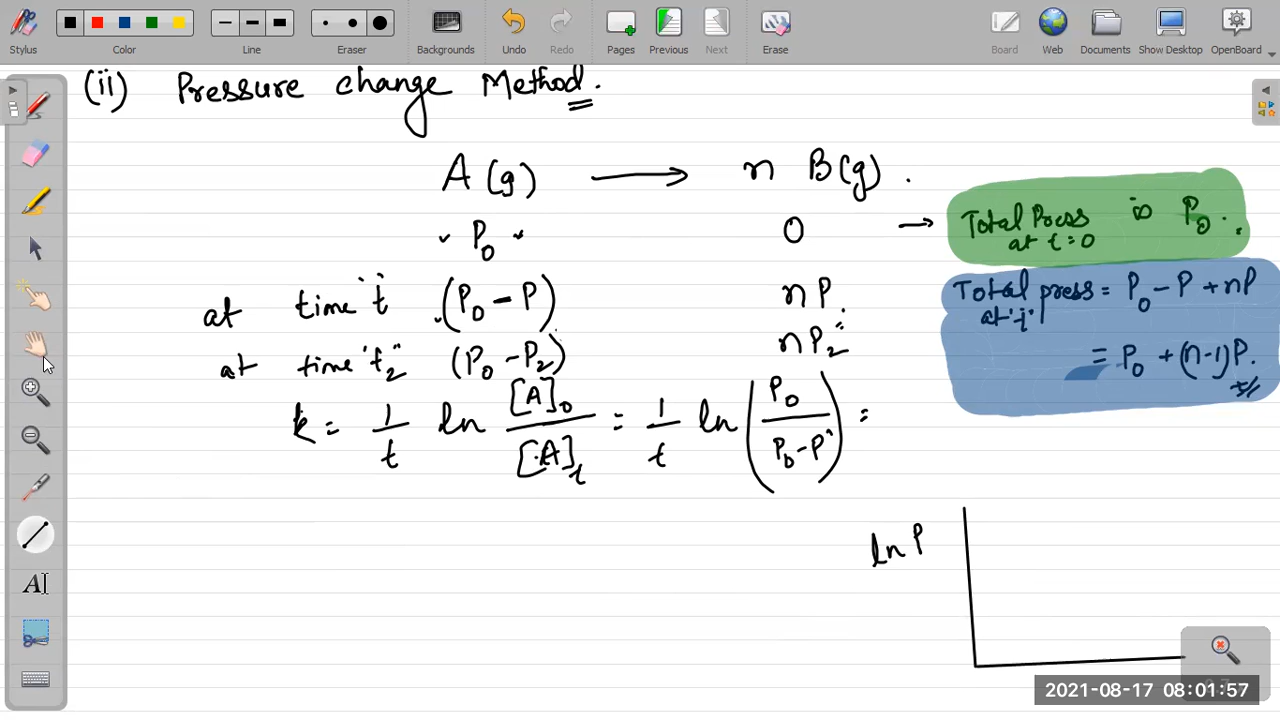 Stylus Color Line Eraser Backgrounds Undo Redo Pages Previous Next Erase Board Web Documents Show Desktop OpenBoard
(ii) Pressure change Method.
A (g) → n B(g).
P₀ 0 → Total Press is P₀.
at t=0
at time 't' (P₀ - P) nP. Total press = P₀ - P + nP
at 't'
at time 't₂" (P₀ - P₂) nP₂ = P₀ + (n-1)P.
k = 1/t ln [A]₀/[A]t = 1/t ln (P₀/P₀-P) =
ln P
2021-08-17 08:01:57